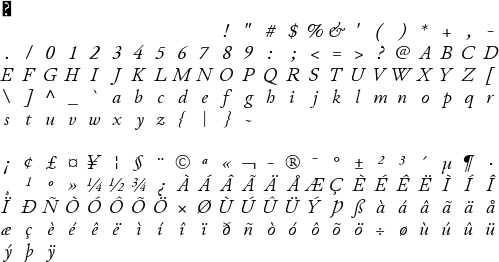 ?
! " # $ % & ' ( ) * + , -
. / 0 1 2 3 4 5 6 7 8 9 : ; < = > ? @ A B C D
E F G H I J K L M N O P Q R S T U V W X Y Z [
\ ] ^ _ ` a b c d e f g h i j k l m n o p q r
s t u v w x y z { | } ~
¡ ¢ £ ¤ ¥ ¦ § ¨ © ª « ¬ - ® ¯ ° ± ² ³ ´ µ ¶ ·
¸ ¹ º » ¼ ½ ¾ ¿ À Á Â Ã Ä Å Æ Ç È É Ê Ë Ì Í Î
Ï Ð Ñ Ò Ó Ô Õ Ö × Ø Ù Ú Û Ü Ý Þ ß à á â ã ä å
æ ç è é ê ë ì í î ï ð ñ ò ó ô õ ö ÷ ø ù ú û ü
ý þ ÿ